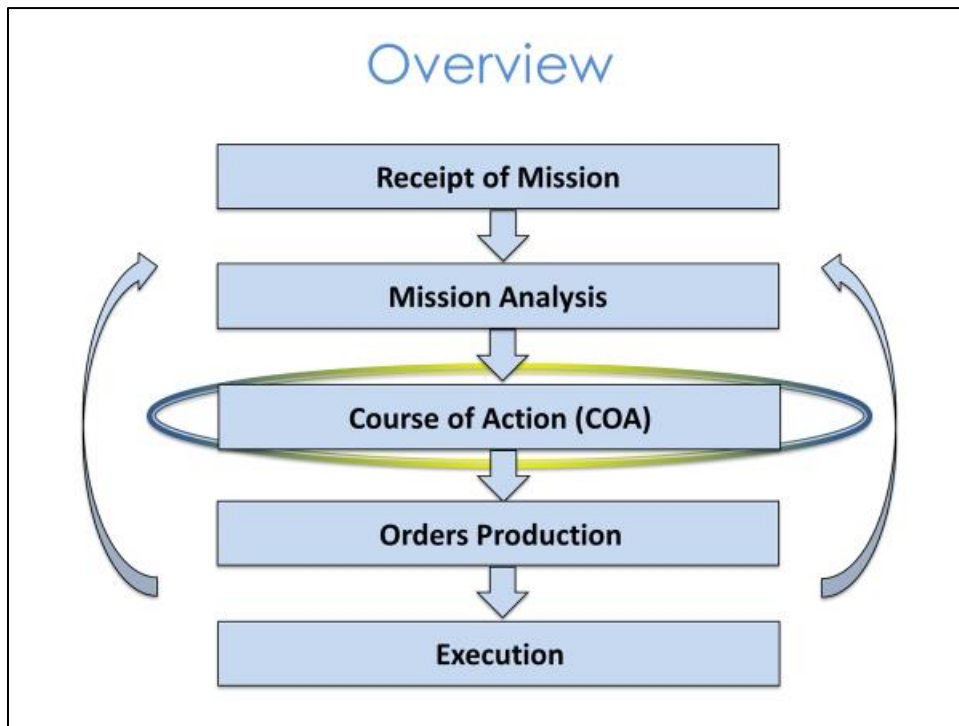 Overview
Receipt of Mission
Mission Analysis
Course of Action (COA)
Orders Production
Execution